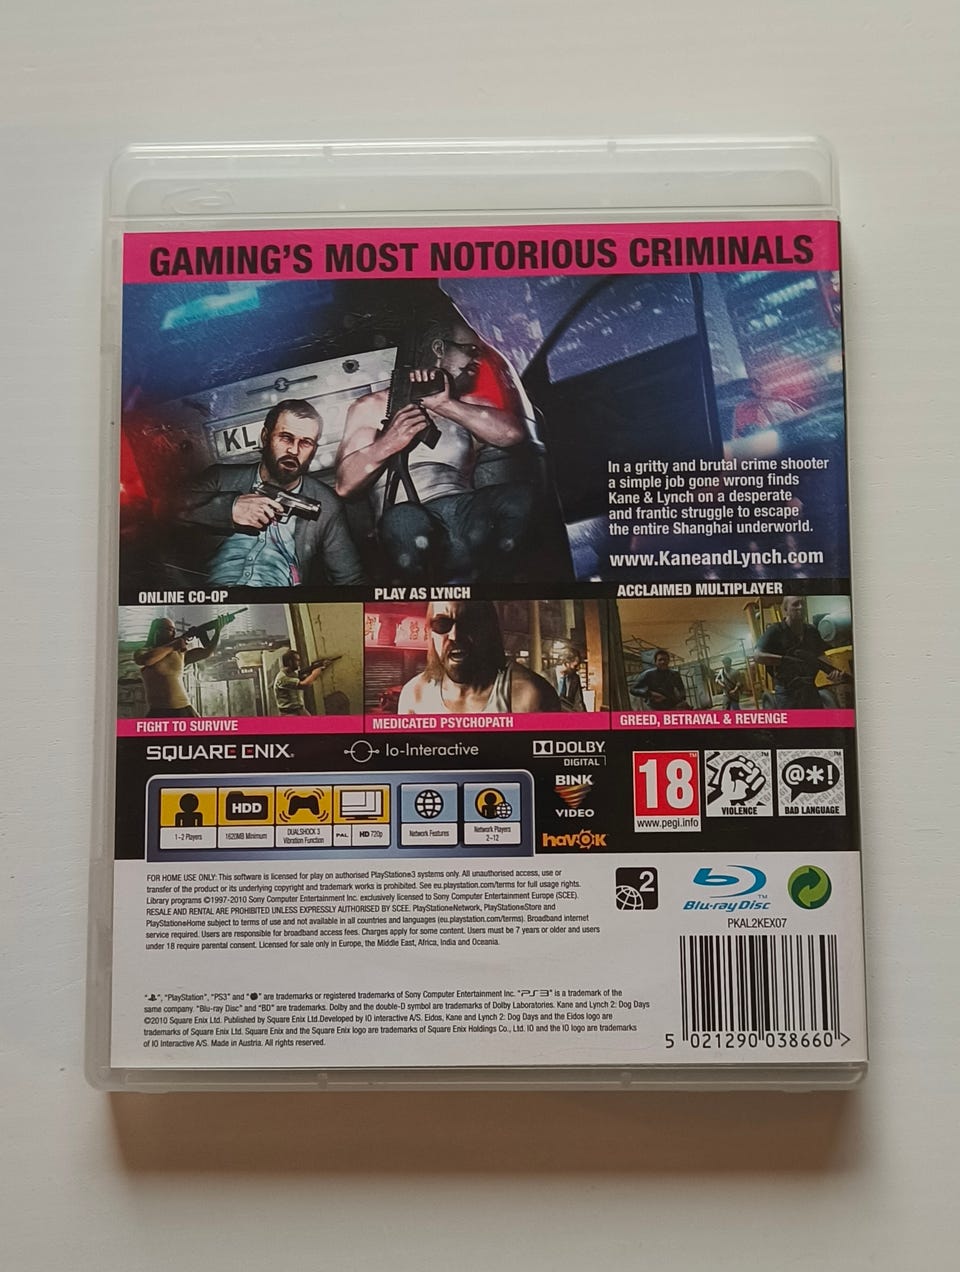 GAMING'S MOST NOTORIOUS CRIMINALS
KL
In a gritty and brutal crime shooter
a simple job gone wrong finds
Kane & Lynch on a desperate
and frantic struggle to escape
the entire Shanghai underworld.
www.KaneandLynch.com
ONLINE CO-OP
PLAY AS LYNCH
ACCLAIMED MULTIPLAYER
FIGHT TO SURVIVE
MEDICATED PSYCHOPATH
GREED, BETRAYAL & REVENGE
SQUARE ENIX.
Io-Interactive
DOLBY
DIGITAL
BINK
VIDEO
havok
18
www.pegi.info
VIOLENCE
@*!
BAD LANGUAGE
HDD
1-2 Players
1620MB Minimum
DUALSHOCK 3
Vibration Function
PAL
HD 720p
Network Features
Network Players
2-12
FOR HOME USE ONLY: This software is licensed for play on authorised PlayStation®3 systems only. All unauthorised access, use or
transfer of the product or its underlying copyright and trademark works is prohibited. See eu.playstation.com/terms for full usage rights.
Library programs ©1997-2010 Sony Computer Entertainment Inc. exclusively licensed to Sony Computer Entertainment Europe (SCEE).
RESALE AND RENTAL ARE PROHIBITED UNLESS EXPRESSLY AUTHORISED BY SCEE. PlayStation®Network, PlayStation®Store and
PlayStation®Home subject to terms of use and not available in all countries and languages (eu.playstation.com/terms). Broadband internet
service required. Users are responsible for broadband access fees. Charges apply for some content. Users must be 7 years or older and users
under 18 require parental consent. Licensed for sale only in Europe, the Middle East, Africa, India and Oceania.
2
Blu-ray Disc™
PKAL2KEX07
" ", "PlayStation", "PS3" and " " are trademarks or registered trademarks of Sony Computer Entertainment Inc. "PS3" is a trademark of the
same company. "Blu-ray Disc" and "BD" are trademarks. Dolby and the double-D symbol are trademarks of Dolby Laboratories. Kane and Lynch 2: Dog Days
©2010 Square Enix Ltd. Published by Square Enix Ltd.Developed by IO interactive A/S. Eidos, Kane and Lynch 2: Dog Days and the Eidos logo are
trademarks of Square Enix Ltd. Square Enix and the Square Enix logo are trademarks of Square Enix Holdings Co., Ltd. IO and the IO logo are trademarks
of IO Interactive A/S. Made in Austria. All rights reserved.
5 021290 038660 >